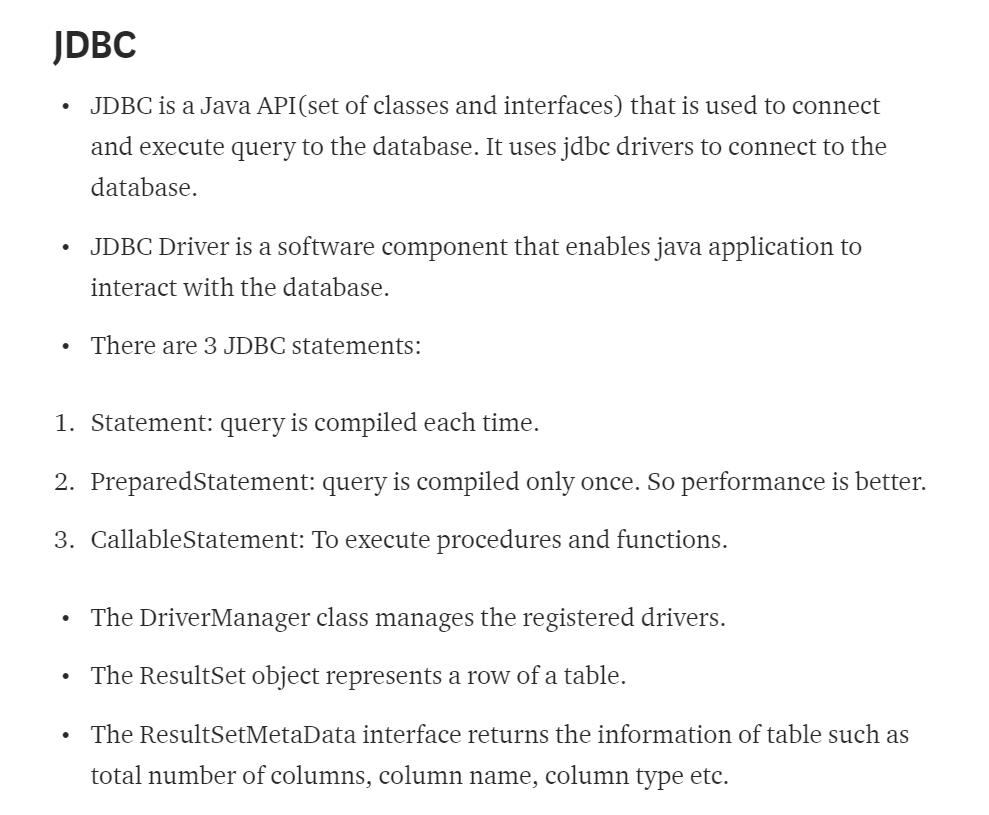 JDBC
• JDBC is a Java API(set of classes and interfaces) that is used to connect
and execute query to the database. It uses jdbc drivers to connect to the
database.
• JDBC Driver is a software component that enables java application to
interact with the database.
• There are 3 JDBC statements:
1. Statement: query is compiled each time.
2. PreparedStatement: query is compiled only once. So performance is better.
3. CallableStatement: To execute procedures and functions.
• The DriverManager class manages the registered drivers.
• The ResultSet object represents a row of a table.
• The ResultSetMetaData interface returns the information of table such as
total number of columns, column name, column type etc.